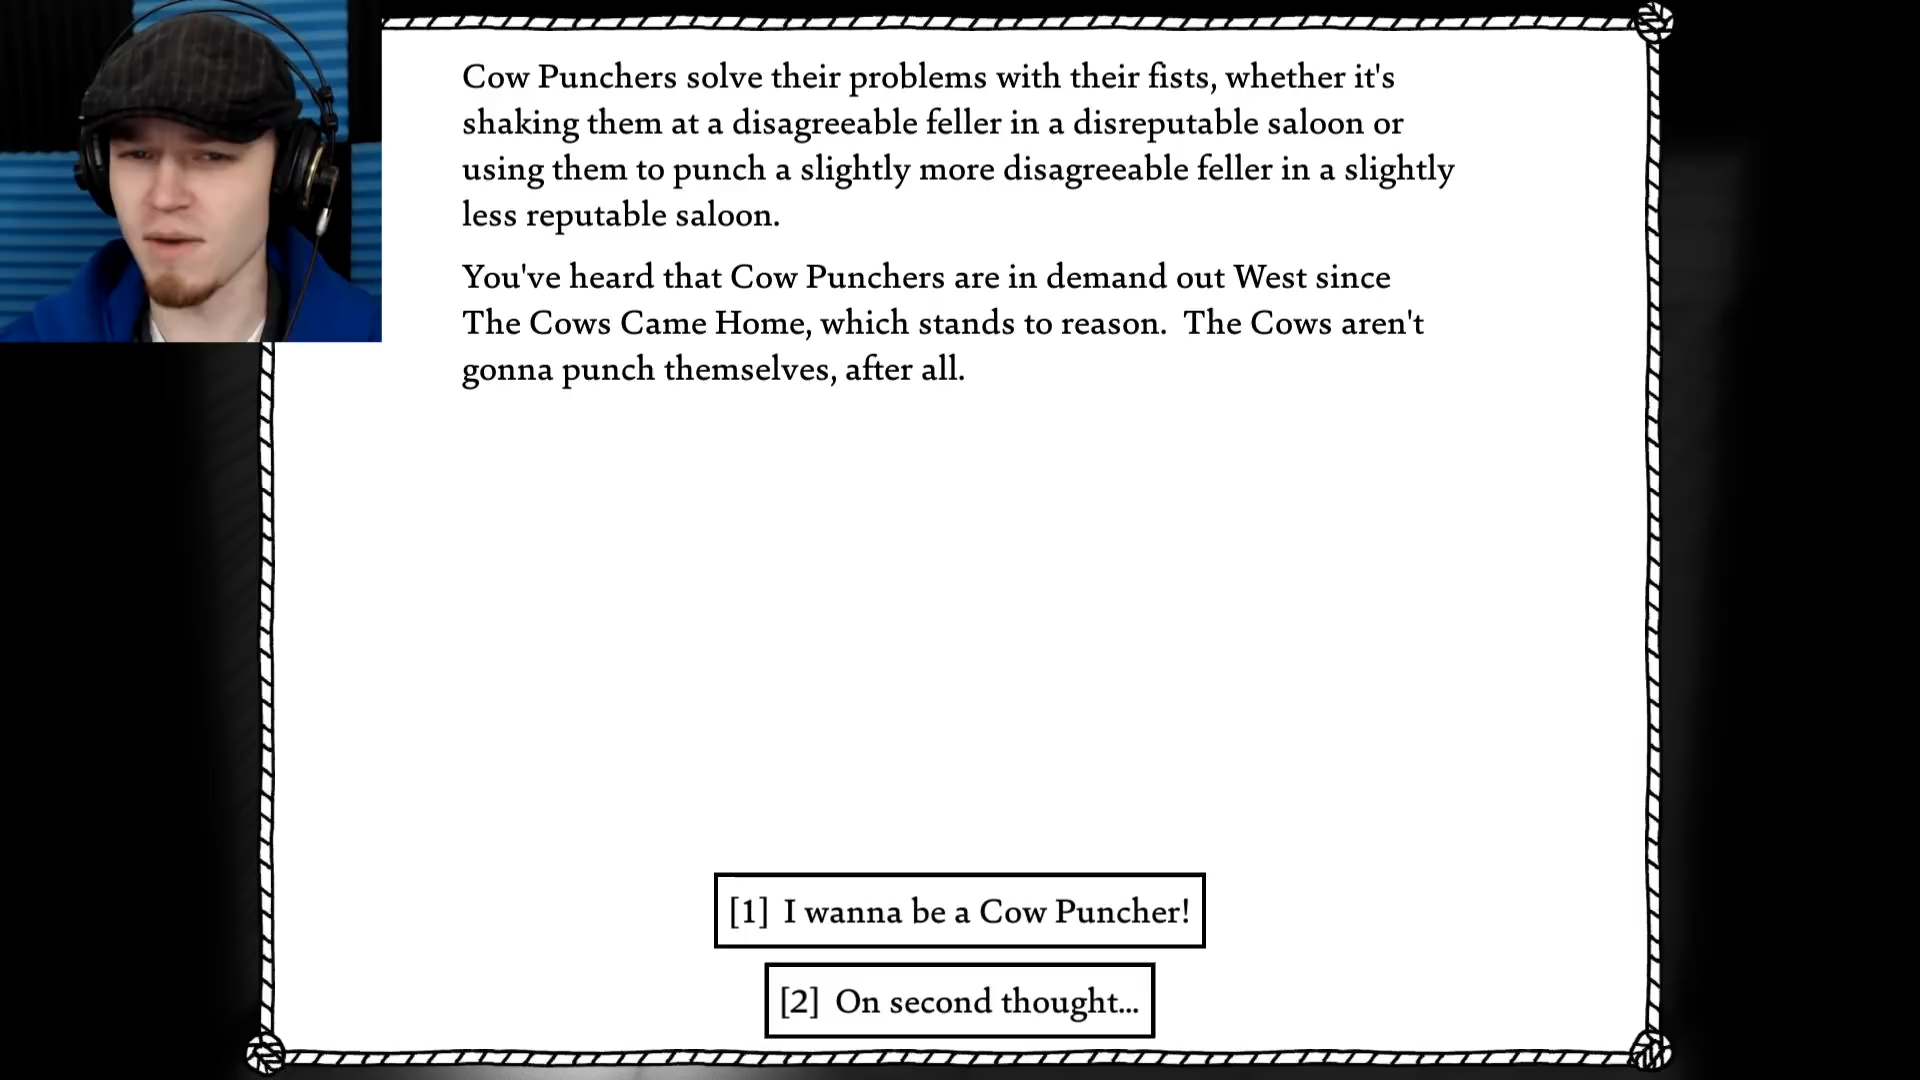 Cow Punchers solve their problems with their fists, whether it's
shaking them at a disagreeable feller in a disreputable saloon or
using them to punch a slightly more disagreeable feller in a slightly
less reputable saloon.
You've heard that Cow Punchers are in demand out West since
The Cows Came Home, which stands to reason.  The Cows aren't
gonna punch themselves, after all.
[1] I wanna be a Cow Puncher!
[2] On second thought...